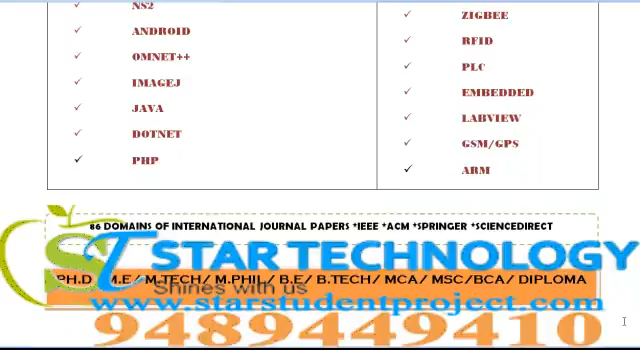 NS2
ANDROID
OMNET++
IMAGEJ
JAVA
DOTNET
PHP
ZIGBEE
RFID
PLC
EMBEDDED
LABVIEW
GSM/GPS
ARM
86 DOMAINS OF INTERNATIONAL JOURNAL PAPERS *IEEE *ACM *SPRINGER *SCIENCEDIRECT
ST STAR TECHNOLOGY
PH.D / M.E / M.TECH/ M.PHIL / B.E/ B.TECH/ MCA/ MSC/BCA/ DIPLOMA
Shines with us
www.starstudentproject.com
9489449410